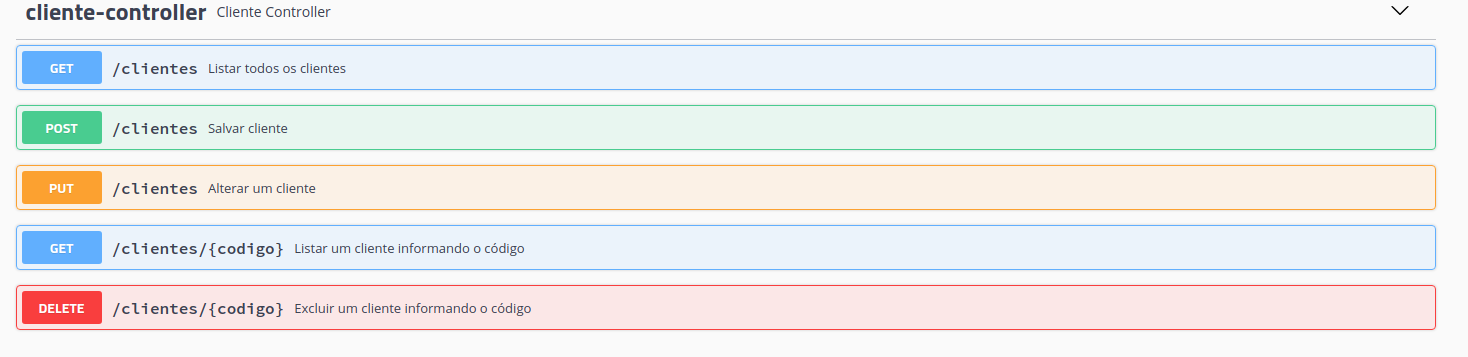 cliente-controller Cliente Controller
GET /clientes Listar todos os clientes
POST /clientes Salvar cliente
PUT /clientes Alterar um cliente
GET /clientes/{codigo} Listar um cliente informando o código
DELETE /clientes/{codigo} Excluir um cliente informando o código